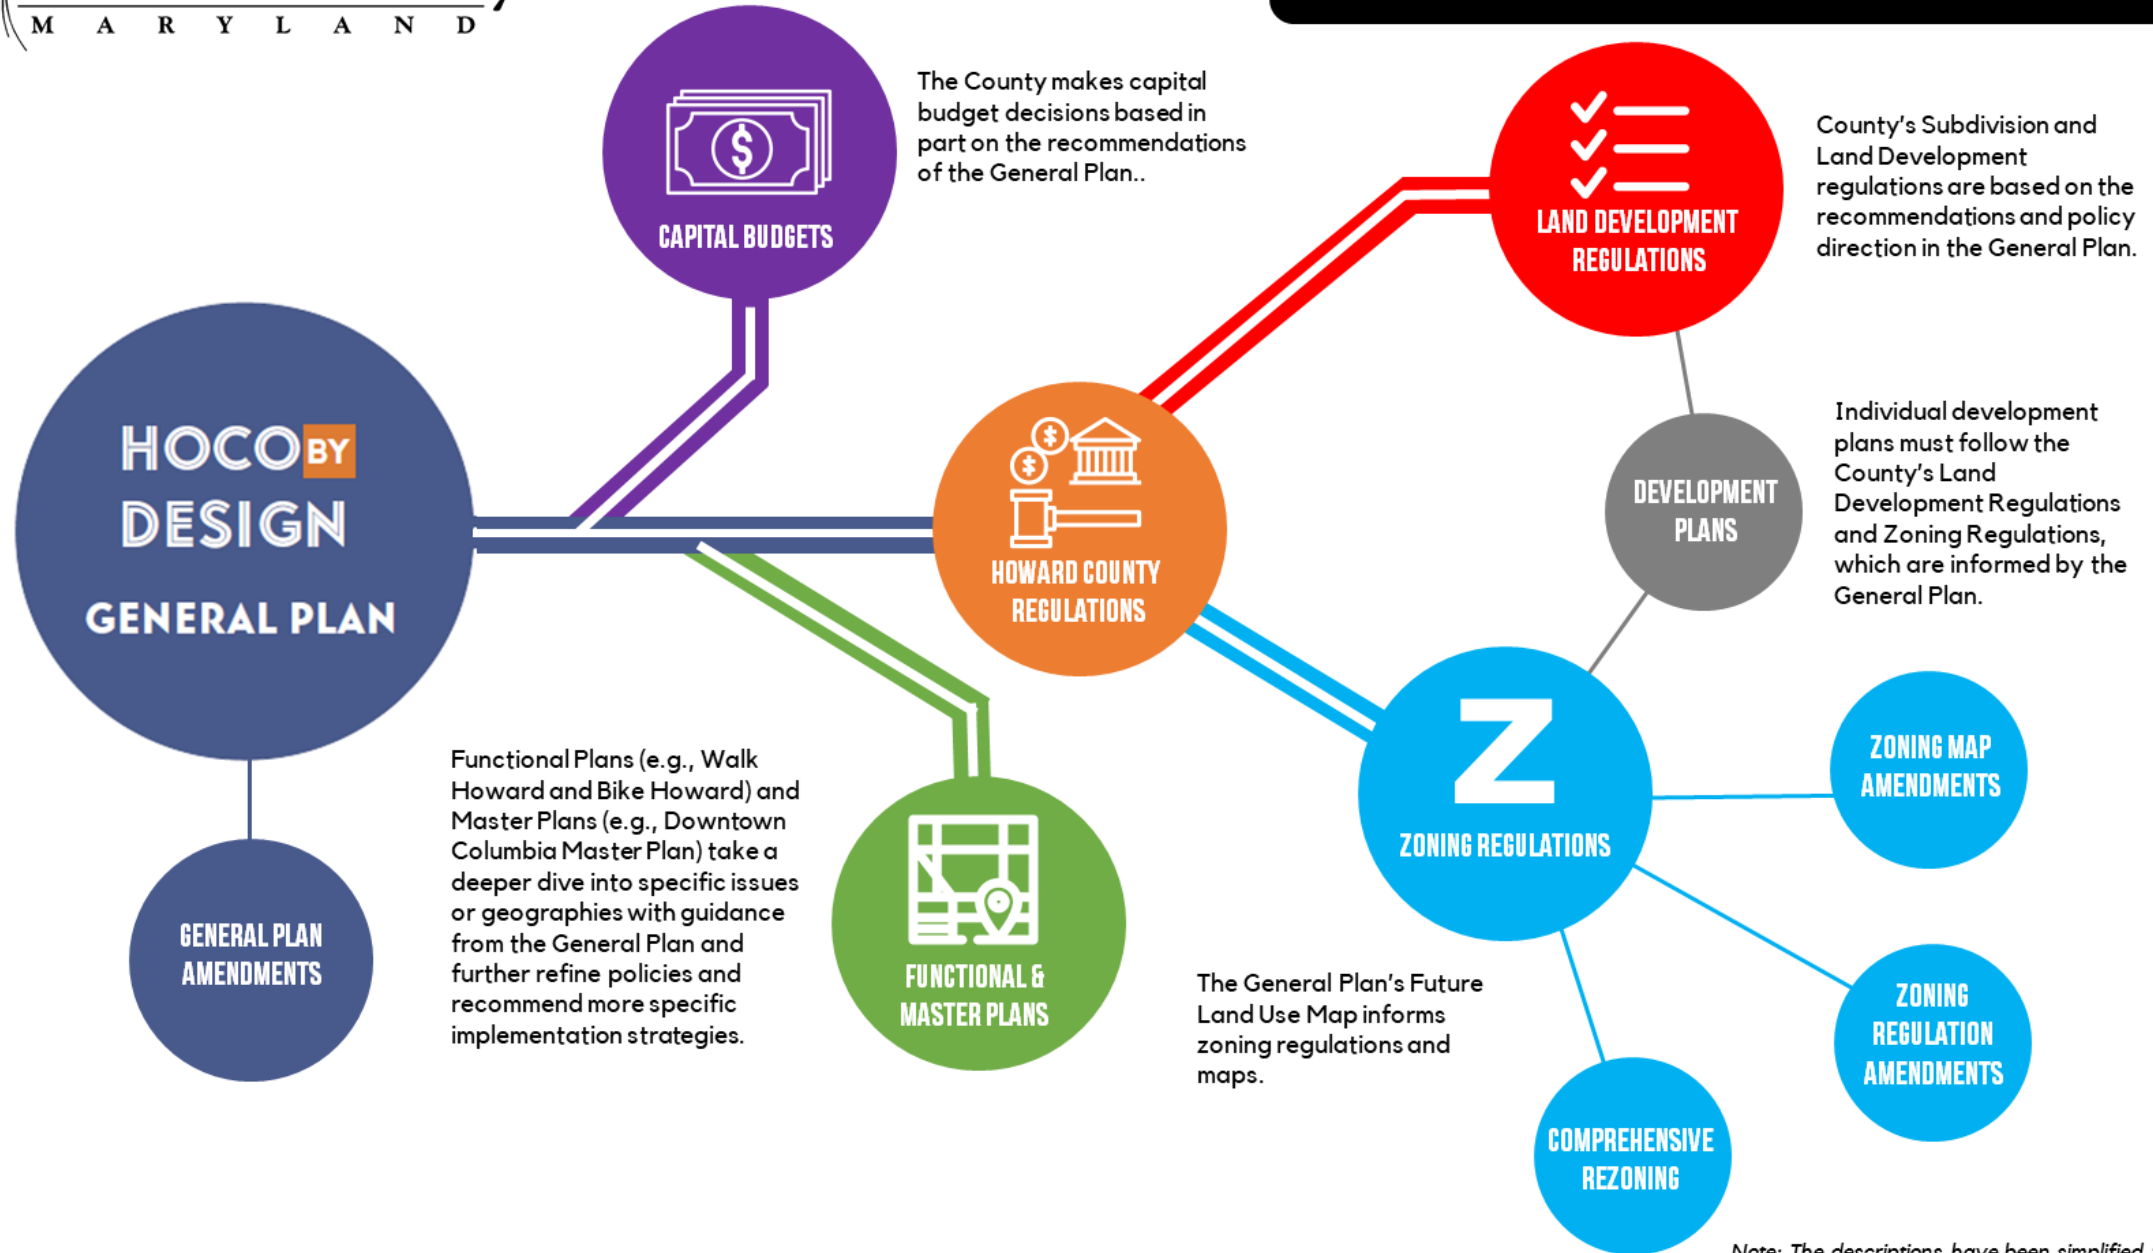 M A R Y L A N D
The County makes capital
budget decisions based in
part on the recommendations
of the General Plan..
CAPITAL BUDGETS
LAND DEVELOPMENT
REGULATIONS
County's Subdivision and
Land Development
regulations are based on the
recommendations and policy
direction in the General Plan.
HOCO BY
DESIGN
GENERAL PLAN
HOWARD COUNTY
REGULATIONS
DEVELOPMENT
PLANS
Individual development
plans must follow the
County's Land
Development Regulations
and Zoning Regulations,
which are informed by the
General Plan.
GENERAL PLAN
AMENDMENTS
Functional Plans (e.g., Walk
Howard and Bike Howard) and
Master Plans (e.g., Downtown
Columbia Master Plan) take a
deeper dive into specific issues
or geographies with guidance
from the General Plan and
further refine policies and
recommend more specific
implementation strategies.
FUNCTIONAL &
MASTER PLANS
Z
ZONING REGULATIONS
ZONING MAP
AMENDMENTS
The General Plan's Future
Land Use Map informs
zoning regulations and
maps.
ZONING
REGULATION
AMENDMENTS
COMPREHENSIVE
REZONING
Note: The descriptions have been simplified